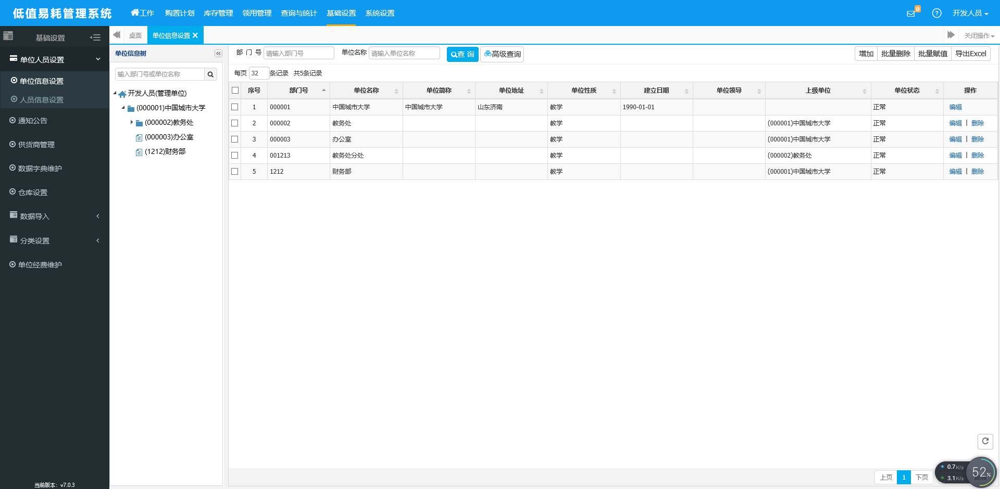 低值易耗管理系统 工作 购置计划 库存管理 领用管理 查询与统计 基础设置 系统设置 0 开发人员
基础设置 桌面 单位信息设置 关闭操作
单位人员设置
单位信息设置
人员信息设置
通知公告
供货商管理
数据字典维护
仓库设置
数据导入
分类设置
单位经费维护
当前版本：v7.0.3
单位信息树
输入部门号或单位名称
开发人员(管理单位)
(000001)中国城市大学
(000002)教务处
(000003)办公室
(1212)财务部
部 门 号 请输入部门号 单位名称 请输入单位名称 查 询 高级查询 增加 批量删除 批量赋值 导出Excel
每页 32 条记录 共5条记录
序号 部门号 单位名称 单位简称 单位地址 单位性质 建立日期 单位领导 上级单位 单位状态 操作
1 000001 中国城市大学 中国城市大学 山东济南 教学 1990-01-01 正常 编辑
2 000002 教务处 教学 (000001)中国城市大学 正常 编辑 | 删除
3 000003 办公室 教学 (000001)中国城市大学 正常 编辑 | 删除
4 001213 教务处分处 教学 (000002)教务处 正常 编辑 | 删除
5 1212 财务部 教学 (000001)中国城市大学 正常 编辑 | 删除
上页 1 下页
0.7K/s
3.1K/s
52%